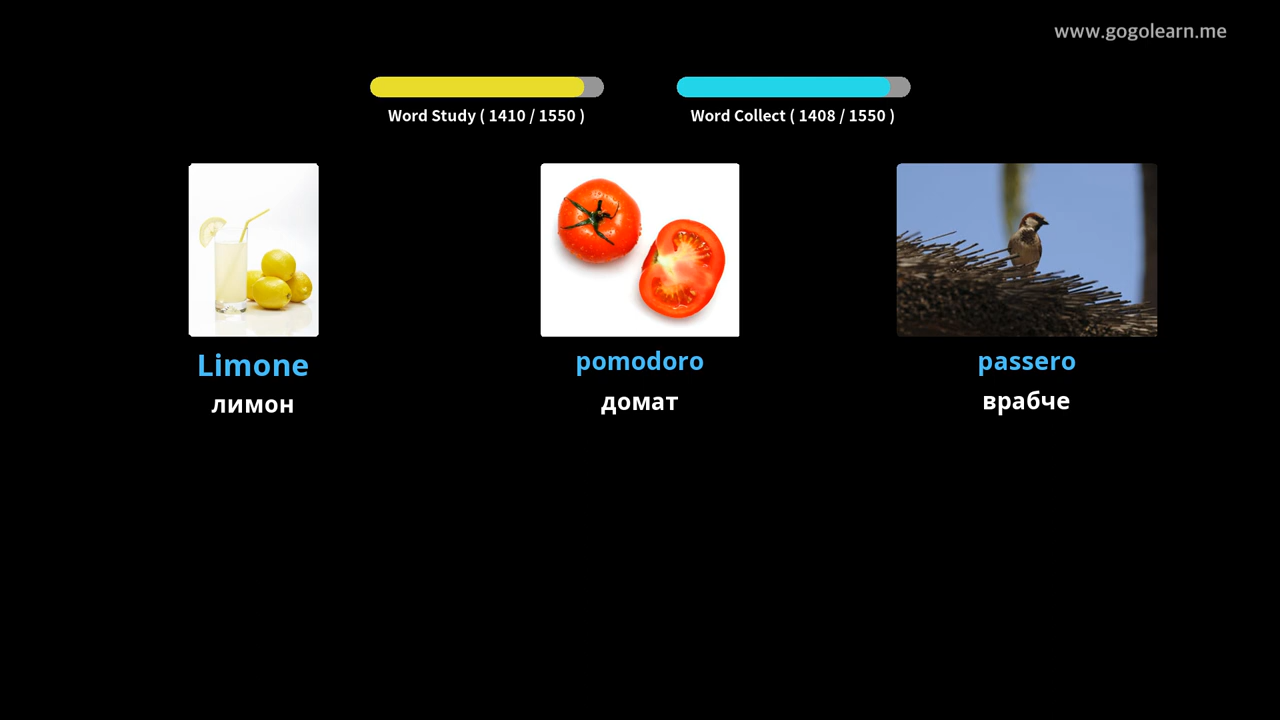 www.gogolearn.me
Word Study ( 1410 / 1550 )
Word Collect ( 1408 / 1550 )
Limone
лимон
pomodoro
домат
passero
врабче